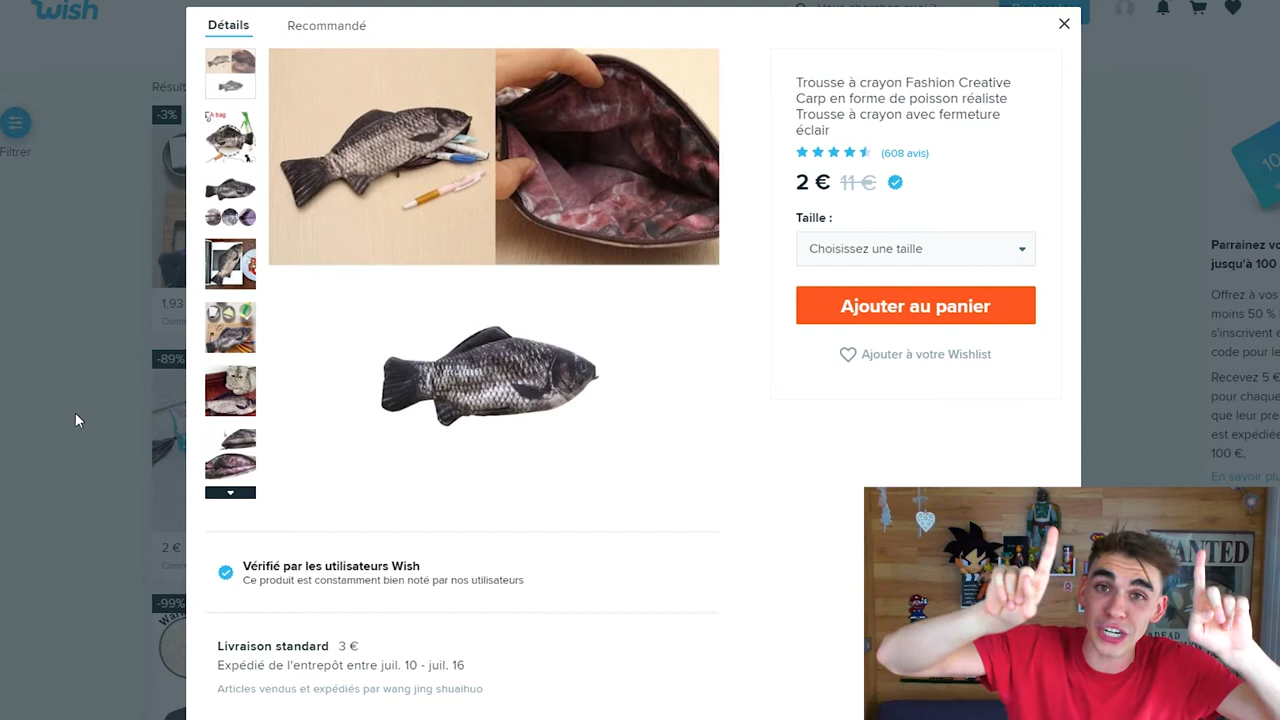 wish
Détails
Recommandé
Résult
-3%
Filtrer
1,93
-89%
2 €
-99%
A bag
Trousse à crayon Fashion Creative
Carp en forme de poisson réaliste
Trousse à crayon avec fermeture
éclair
(608 avis)
2 € 11 €
Taille :
Choisissez une taille
Ajouter au panier
Ajouter à votre Wishlist
Vérifié par les utilisateurs Wish
Ce produit est constamment bien noté par nos utilisateurs
Livraison standard 3 €
Expédié de l'entrepôt entre juil. 10 - juil. 16
Articles vendus et expédiés par wang jing shuaihuo
Parrainez vo
jusqu'à 100
Offrez à vos
moins 50 %
s'inscrivent e
code pour le
Recevez 5 €
pour chaque
que leur pre
est expédiée
100 €.
En savoir plu
WANTED
DEAD